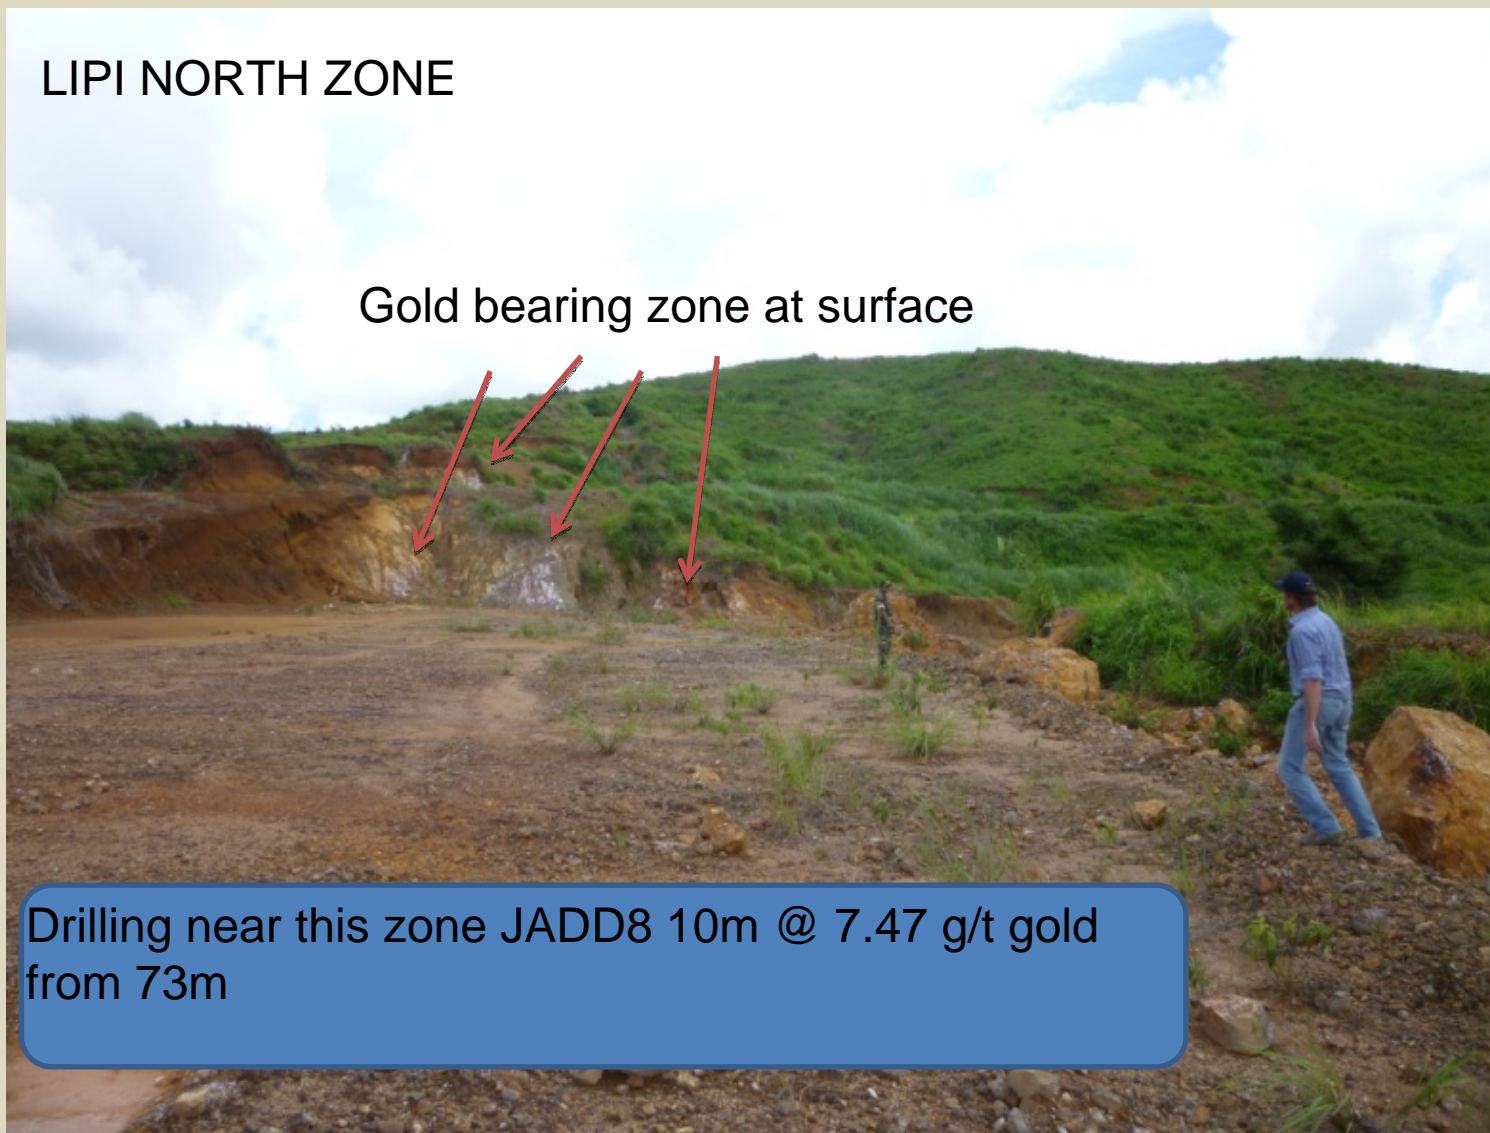 LIPI NORTH ZONE
Gold bearing zone at surface
Drilling near this zone JADD8 10m @ 7.47 g/t gold
from 73m